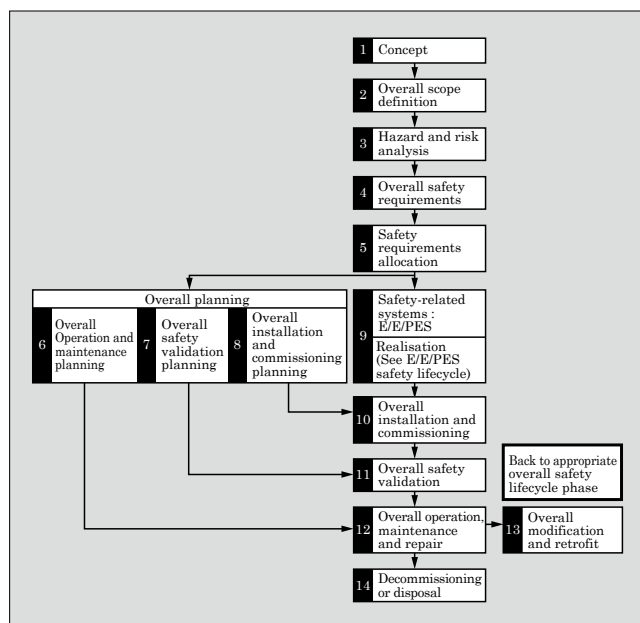 1
Concept
2
Overall scope
definition
3
Hazard and risk
analysis
4
Overall safety
requirements
5
Safety
requirements
allocation
Overall planning
6
Overall
Operation and
maintenance
planning
7
Overall
safety
validation
planning
8
Overall
installation
and
commissioning
planning
9
Safety-related
systems :
E/E/PES
Realisation
(See E/E/PES
safety lifecycle)
10
Overall
installation and
commissioning
11
Overall safety
validation
Back to appropriate
overall safety
lifecycle phase
12
Overall operation,
maintenance
and repair
13
Overall
modification
and retrofit
14
Decommissioning
or disposal